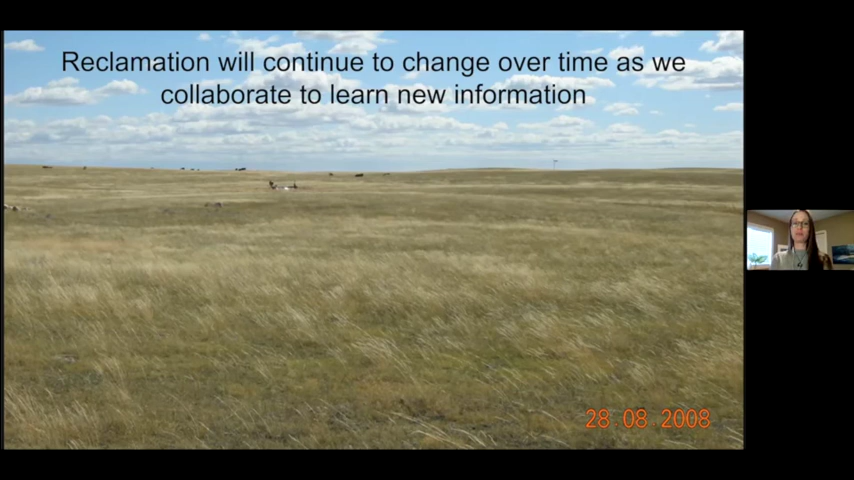 Reclamation will continue to change over time as we
collaborate to learn new information
28.08.2008